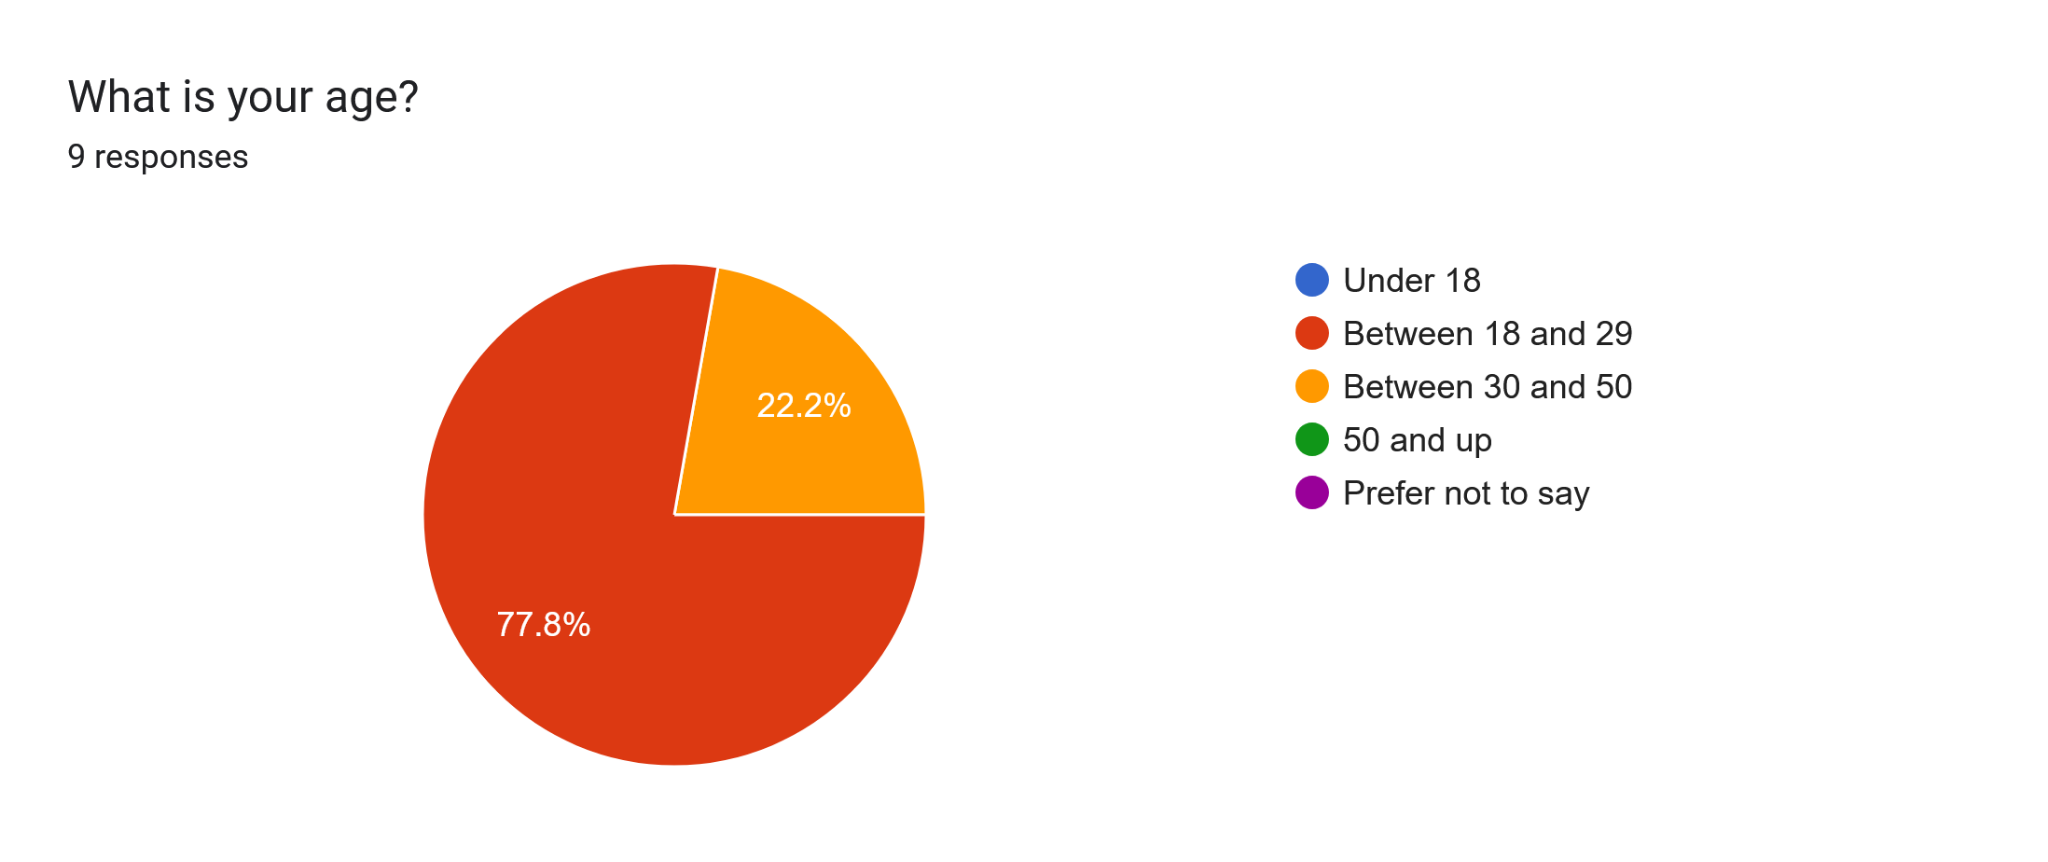 What is your age?
9 responses
22.2%
77.8%
Under 18
Between 18 and 29
Between 30 and 50
50 and up
Prefer not to say